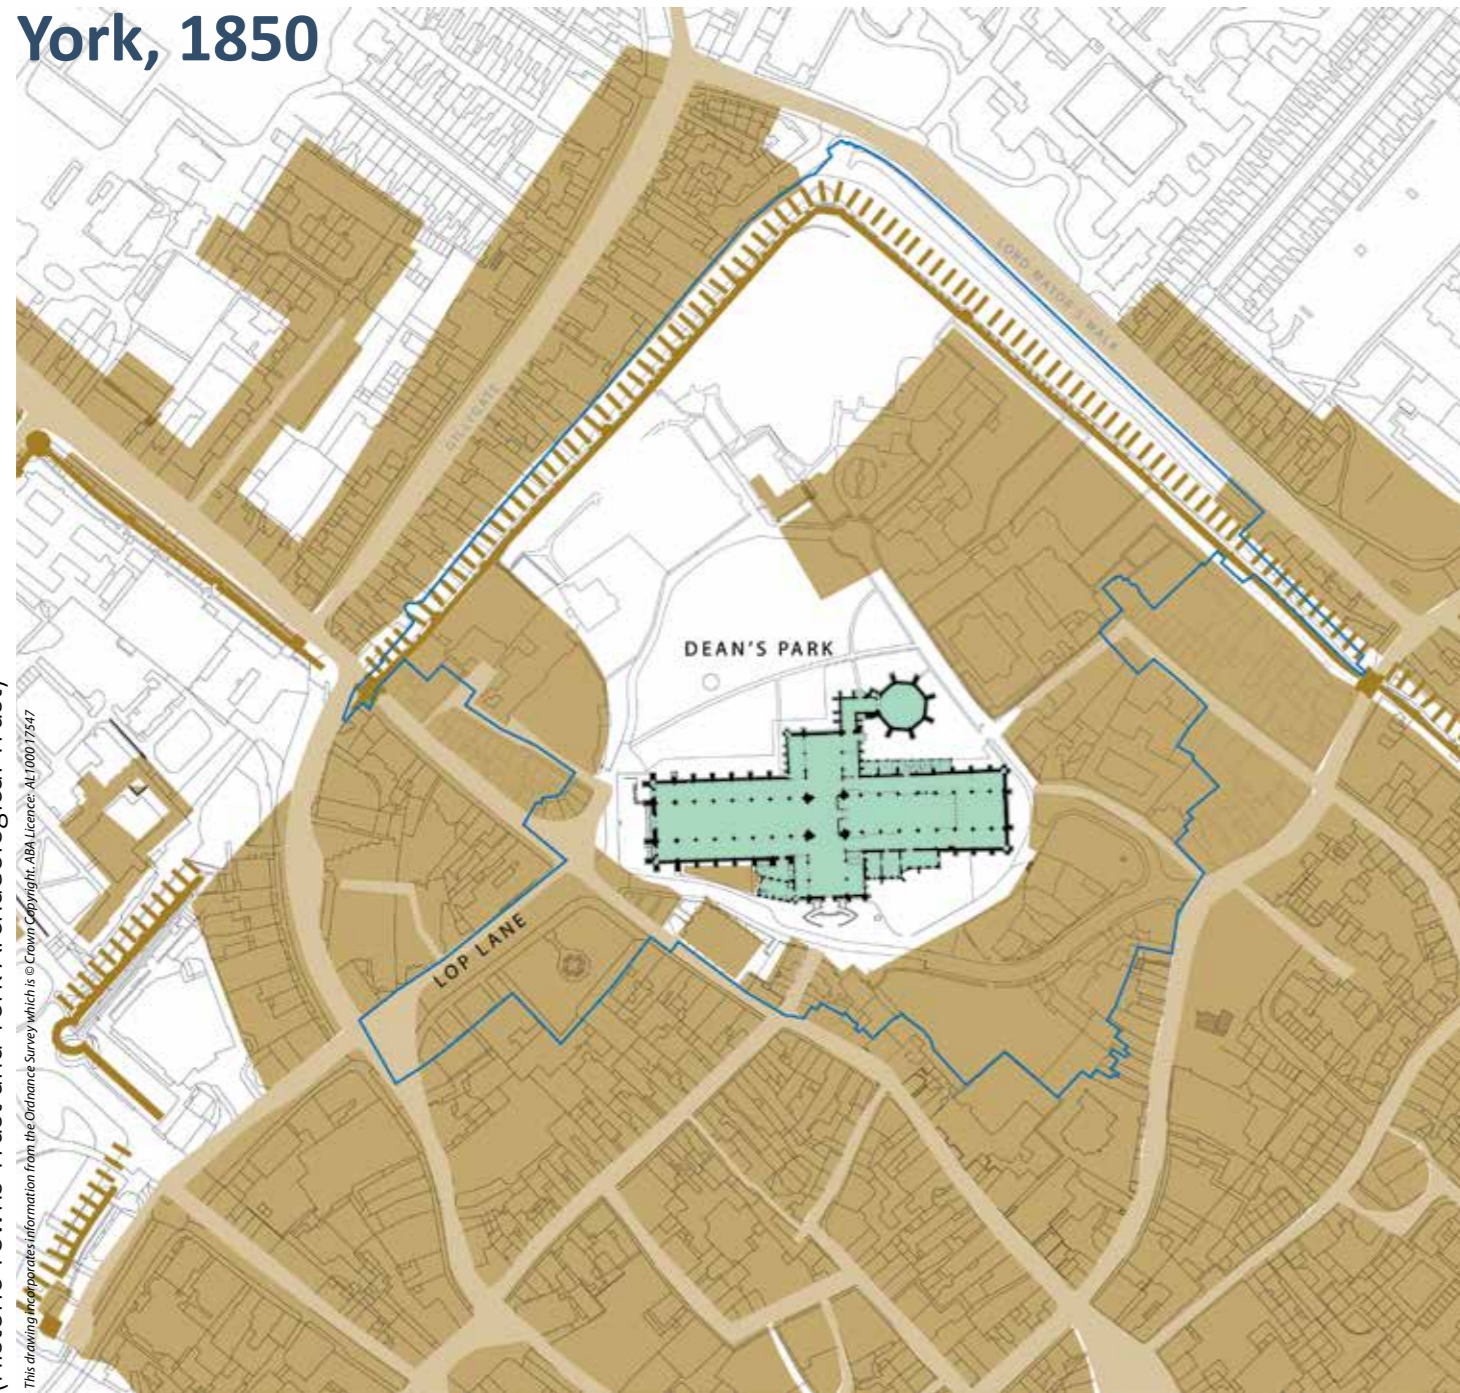 York, 1850
LORD MAYOR'S WALK
GILLYGATE
DEAN'S PARK
LOP LANE
This drawing incorporates information from the Ordnance Survey which is © Crown Copyright. ABA Licence: AL100017547